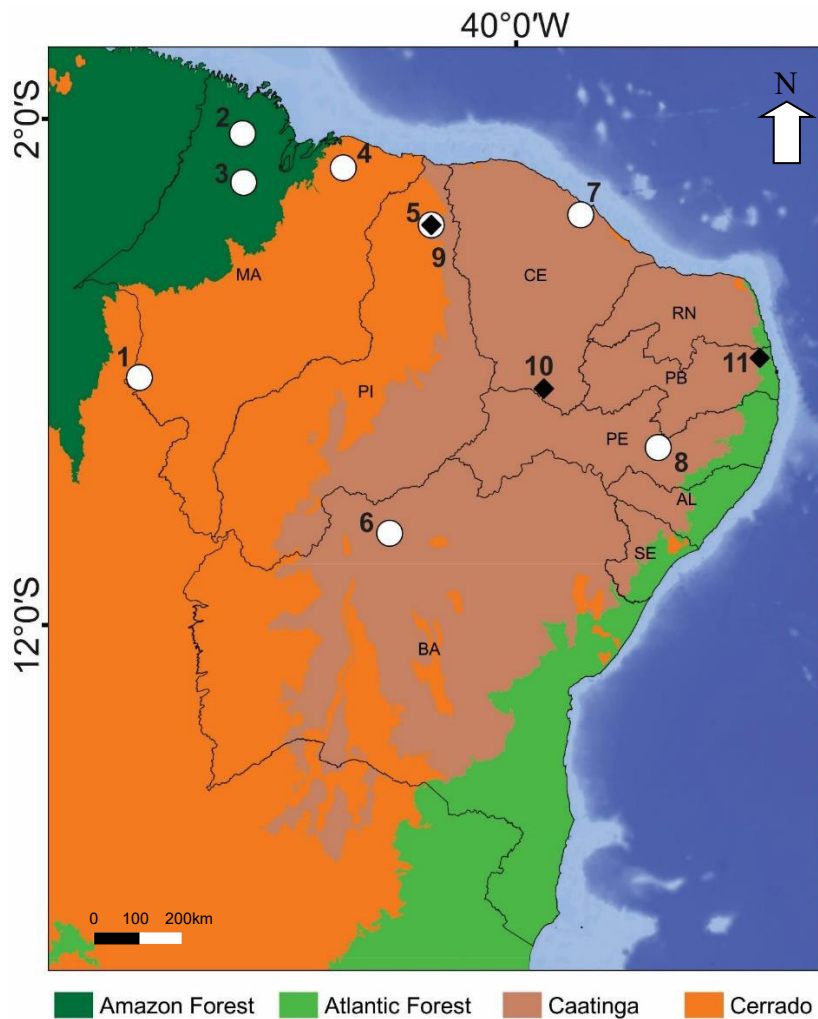 40°0′W
N
2°0′S
2
3
4
7
5
9
MA
CE
RN
1
10
11
PI
PB
PE
8
AL
6
SE
12°0′S
BA
0 100 200km
Amazon Forest Atlantic Forest Caatinga Cerrado